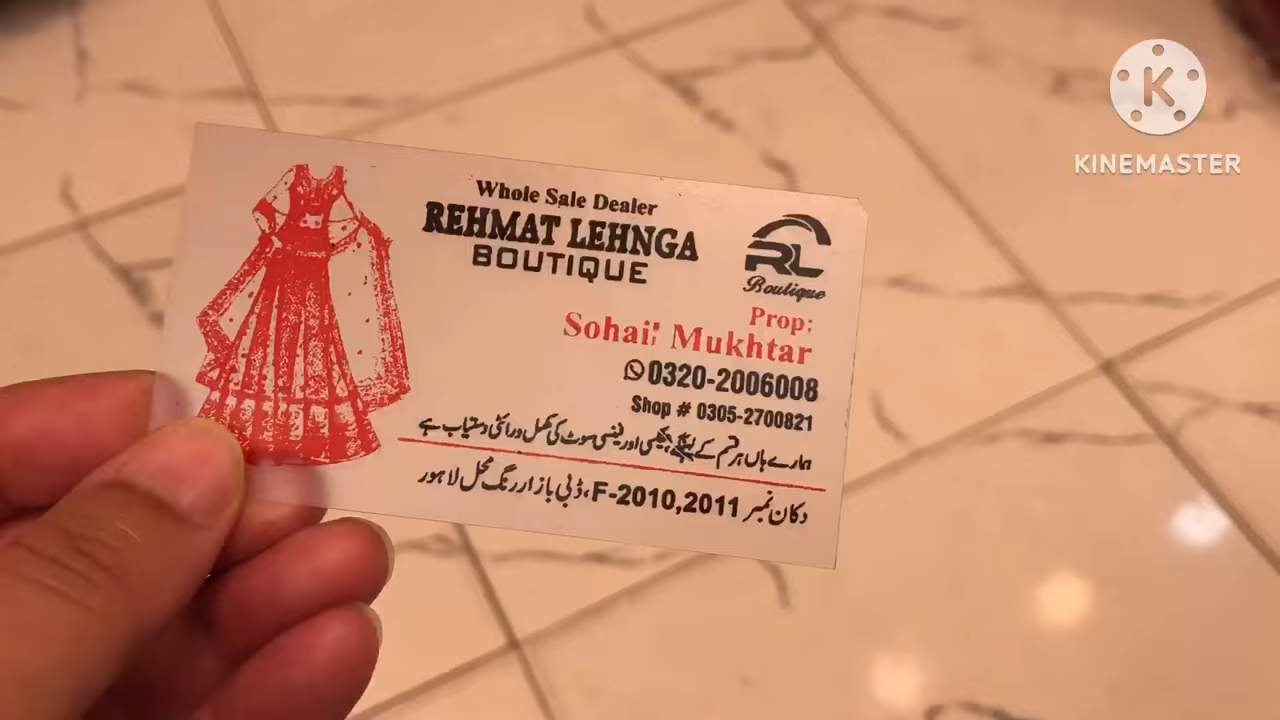 Whole Sale Dealer
REHMAT LEHNGA
BOUTIQUE
RL
Boutique
Prop:
Sohail Mukhtar
0320-2006008
Shop # 0305-2700821
ہمارے ہاں ہر قسم کے لہنگے، میکسی اور فینسی سوٹ کی مکمل ورائٹی دستیاب ہے
دکان نمبر F-2010,2011، ڈبی بازار رنگ محل لاہور
K
KINEMASTER